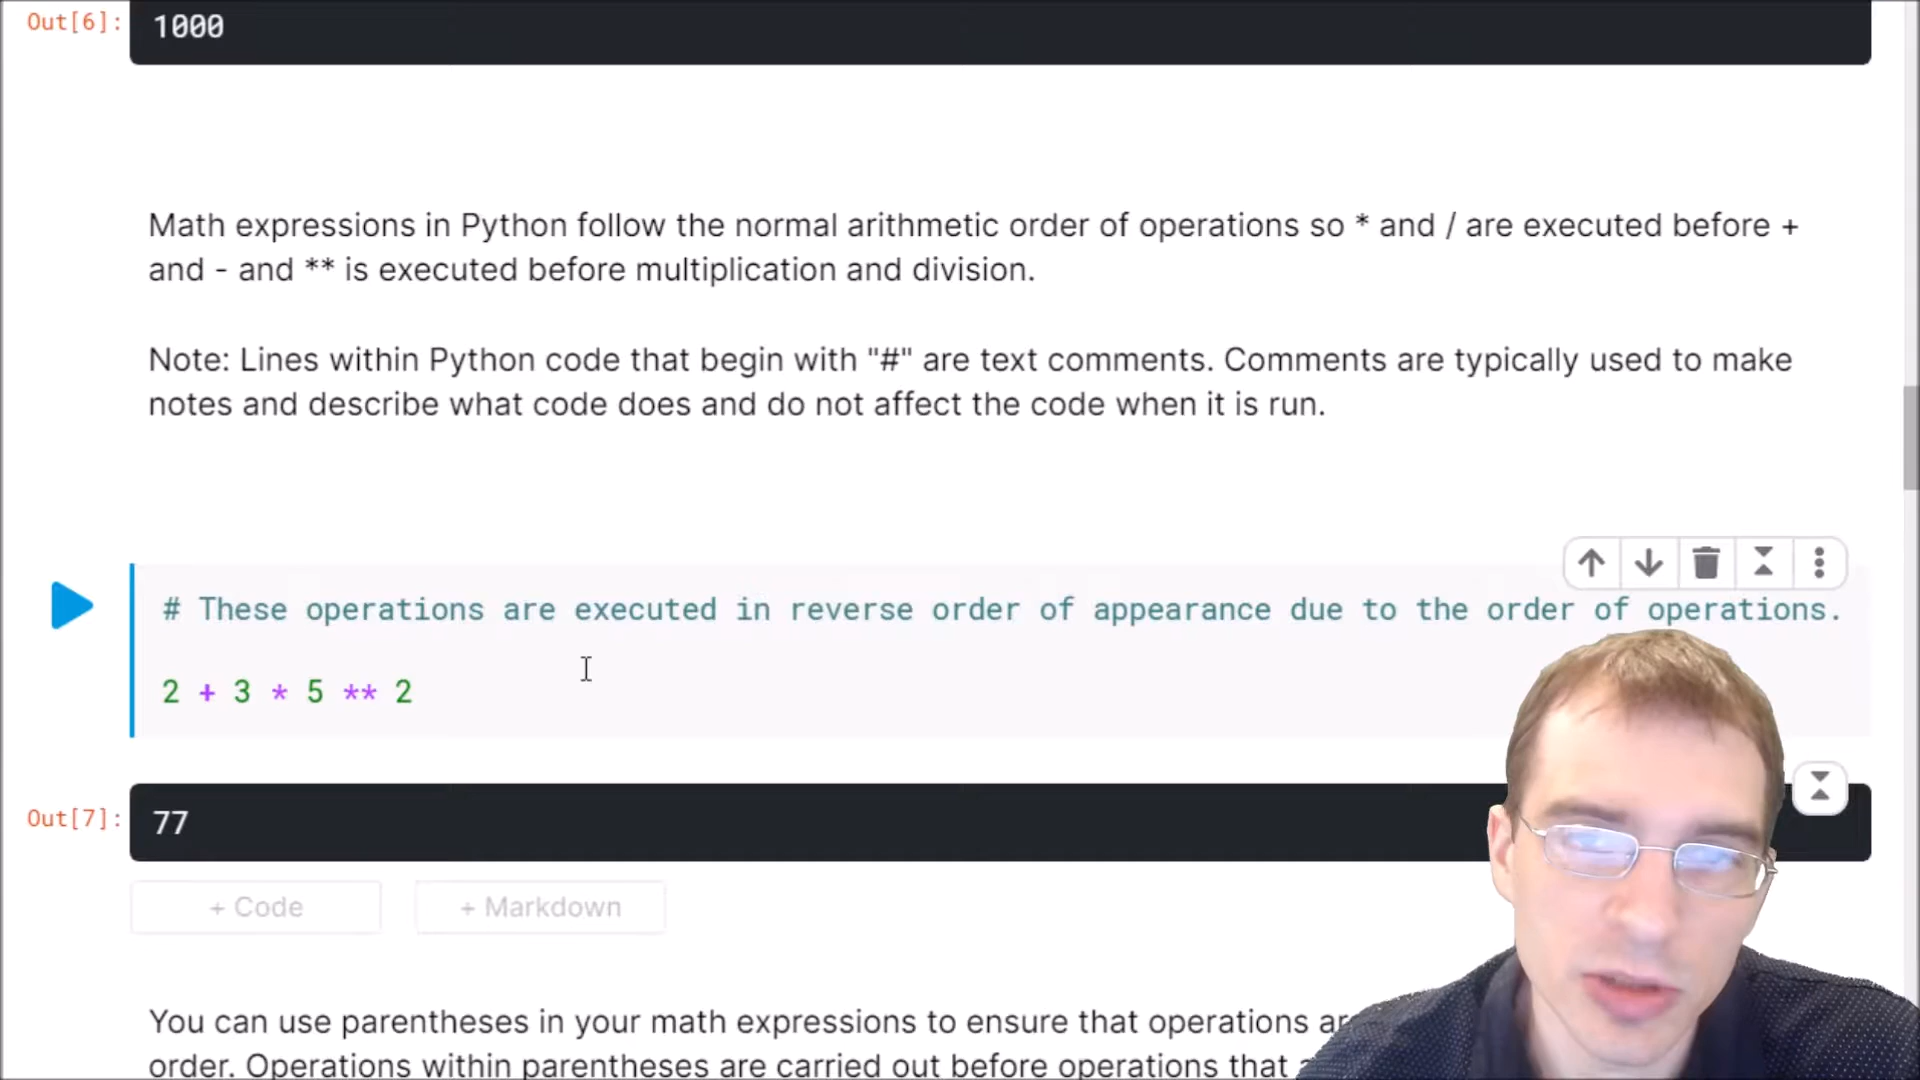 Out[6]:
1000
Math expressions in Python follow the normal arithmetic order of operations so * and / are executed before +
and - and ** is executed before multiplication and division.
Note: Lines within Python code that begin with "#" are text comments. Comments are typically used to make
notes and describe what code does and do not affect the code when it is run.
# These operations are executed in reverse order of appearance due to the order of operations.
2 + 3 * 5 ** 2
Out[7]:
77
+ Code
+ Markdown
You can use parentheses in your math expressions to ensure that operations
order. Operations within parentheses are carried out before operations that